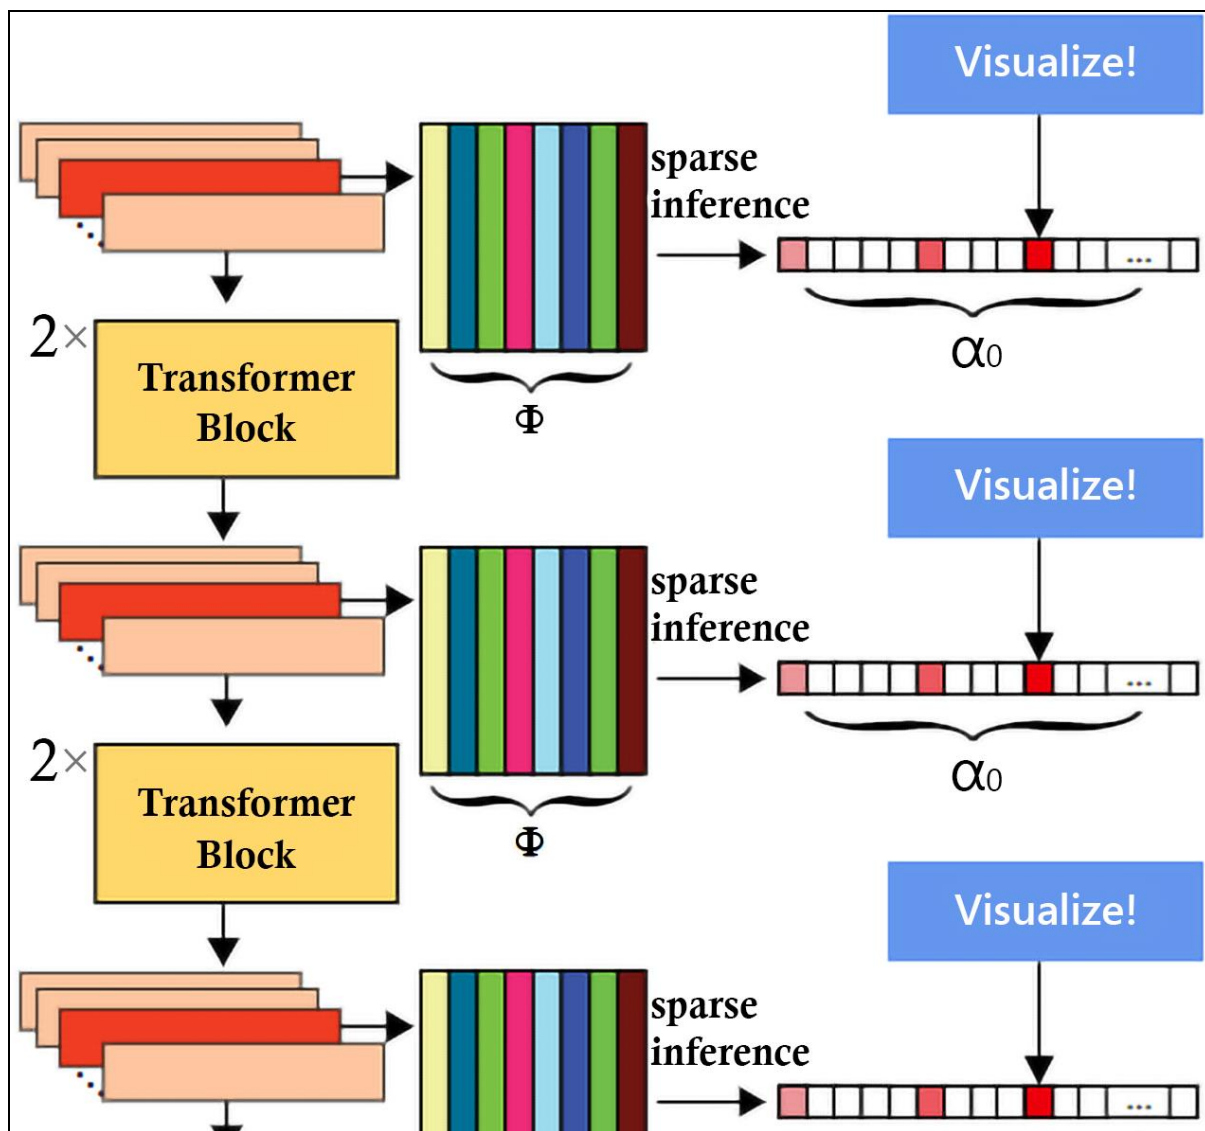 Visualize!
sparse
inference
...
2×
Transformer
Block
Φ
α0
Visualize!
sparse
inference
...
2×
Transformer
Block
Φ
α0
Visualize!
sparse
inference
...